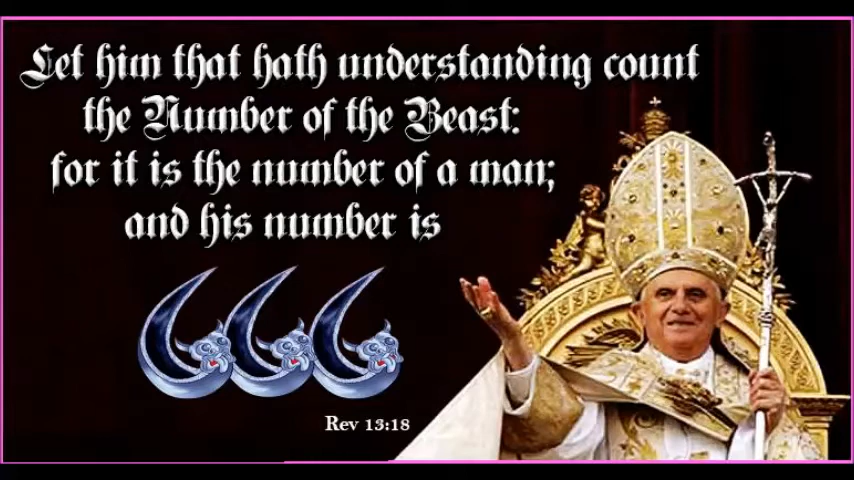 Let him that hath understanding count
the Number of the Beast:
for it is the number of a man;
and his number is
666
Rev 13:18